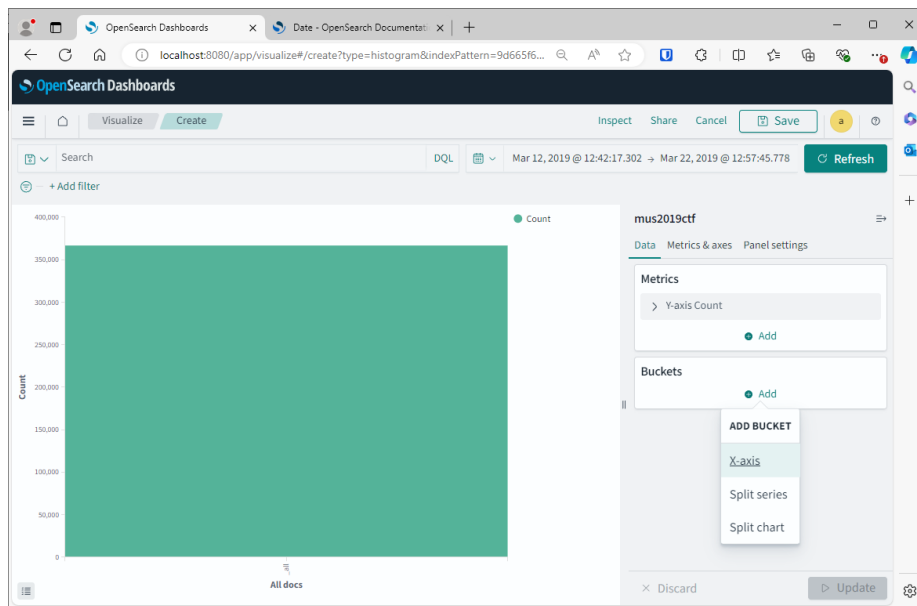 OpenSearch Dashboards
Date - OpenSearch Documentati
localhost:8080/app/visualize#/create?type=histogram&indexPattern=9d665f6...
OpenSearch Dashboards
Visualize
Create
Inspect
Share
Cancel
Save
a
Search
DQL
Mar 12, 2019 @ 12:42:17.302 → Mar 22, 2019 @ 12:57:45.778
Refresh
+ Add filter
400,000
350,000
300,000
250,000
200,000
150,000
100,000
50,000
0
Count
All docs
Count
mus2019ctf
Data
Metrics & axes
Panel settings
Metrics
Y-axis Count
Add
Buckets
Add
ADD BUCKET
X-axis
Split series
Split chart
Discard
Update